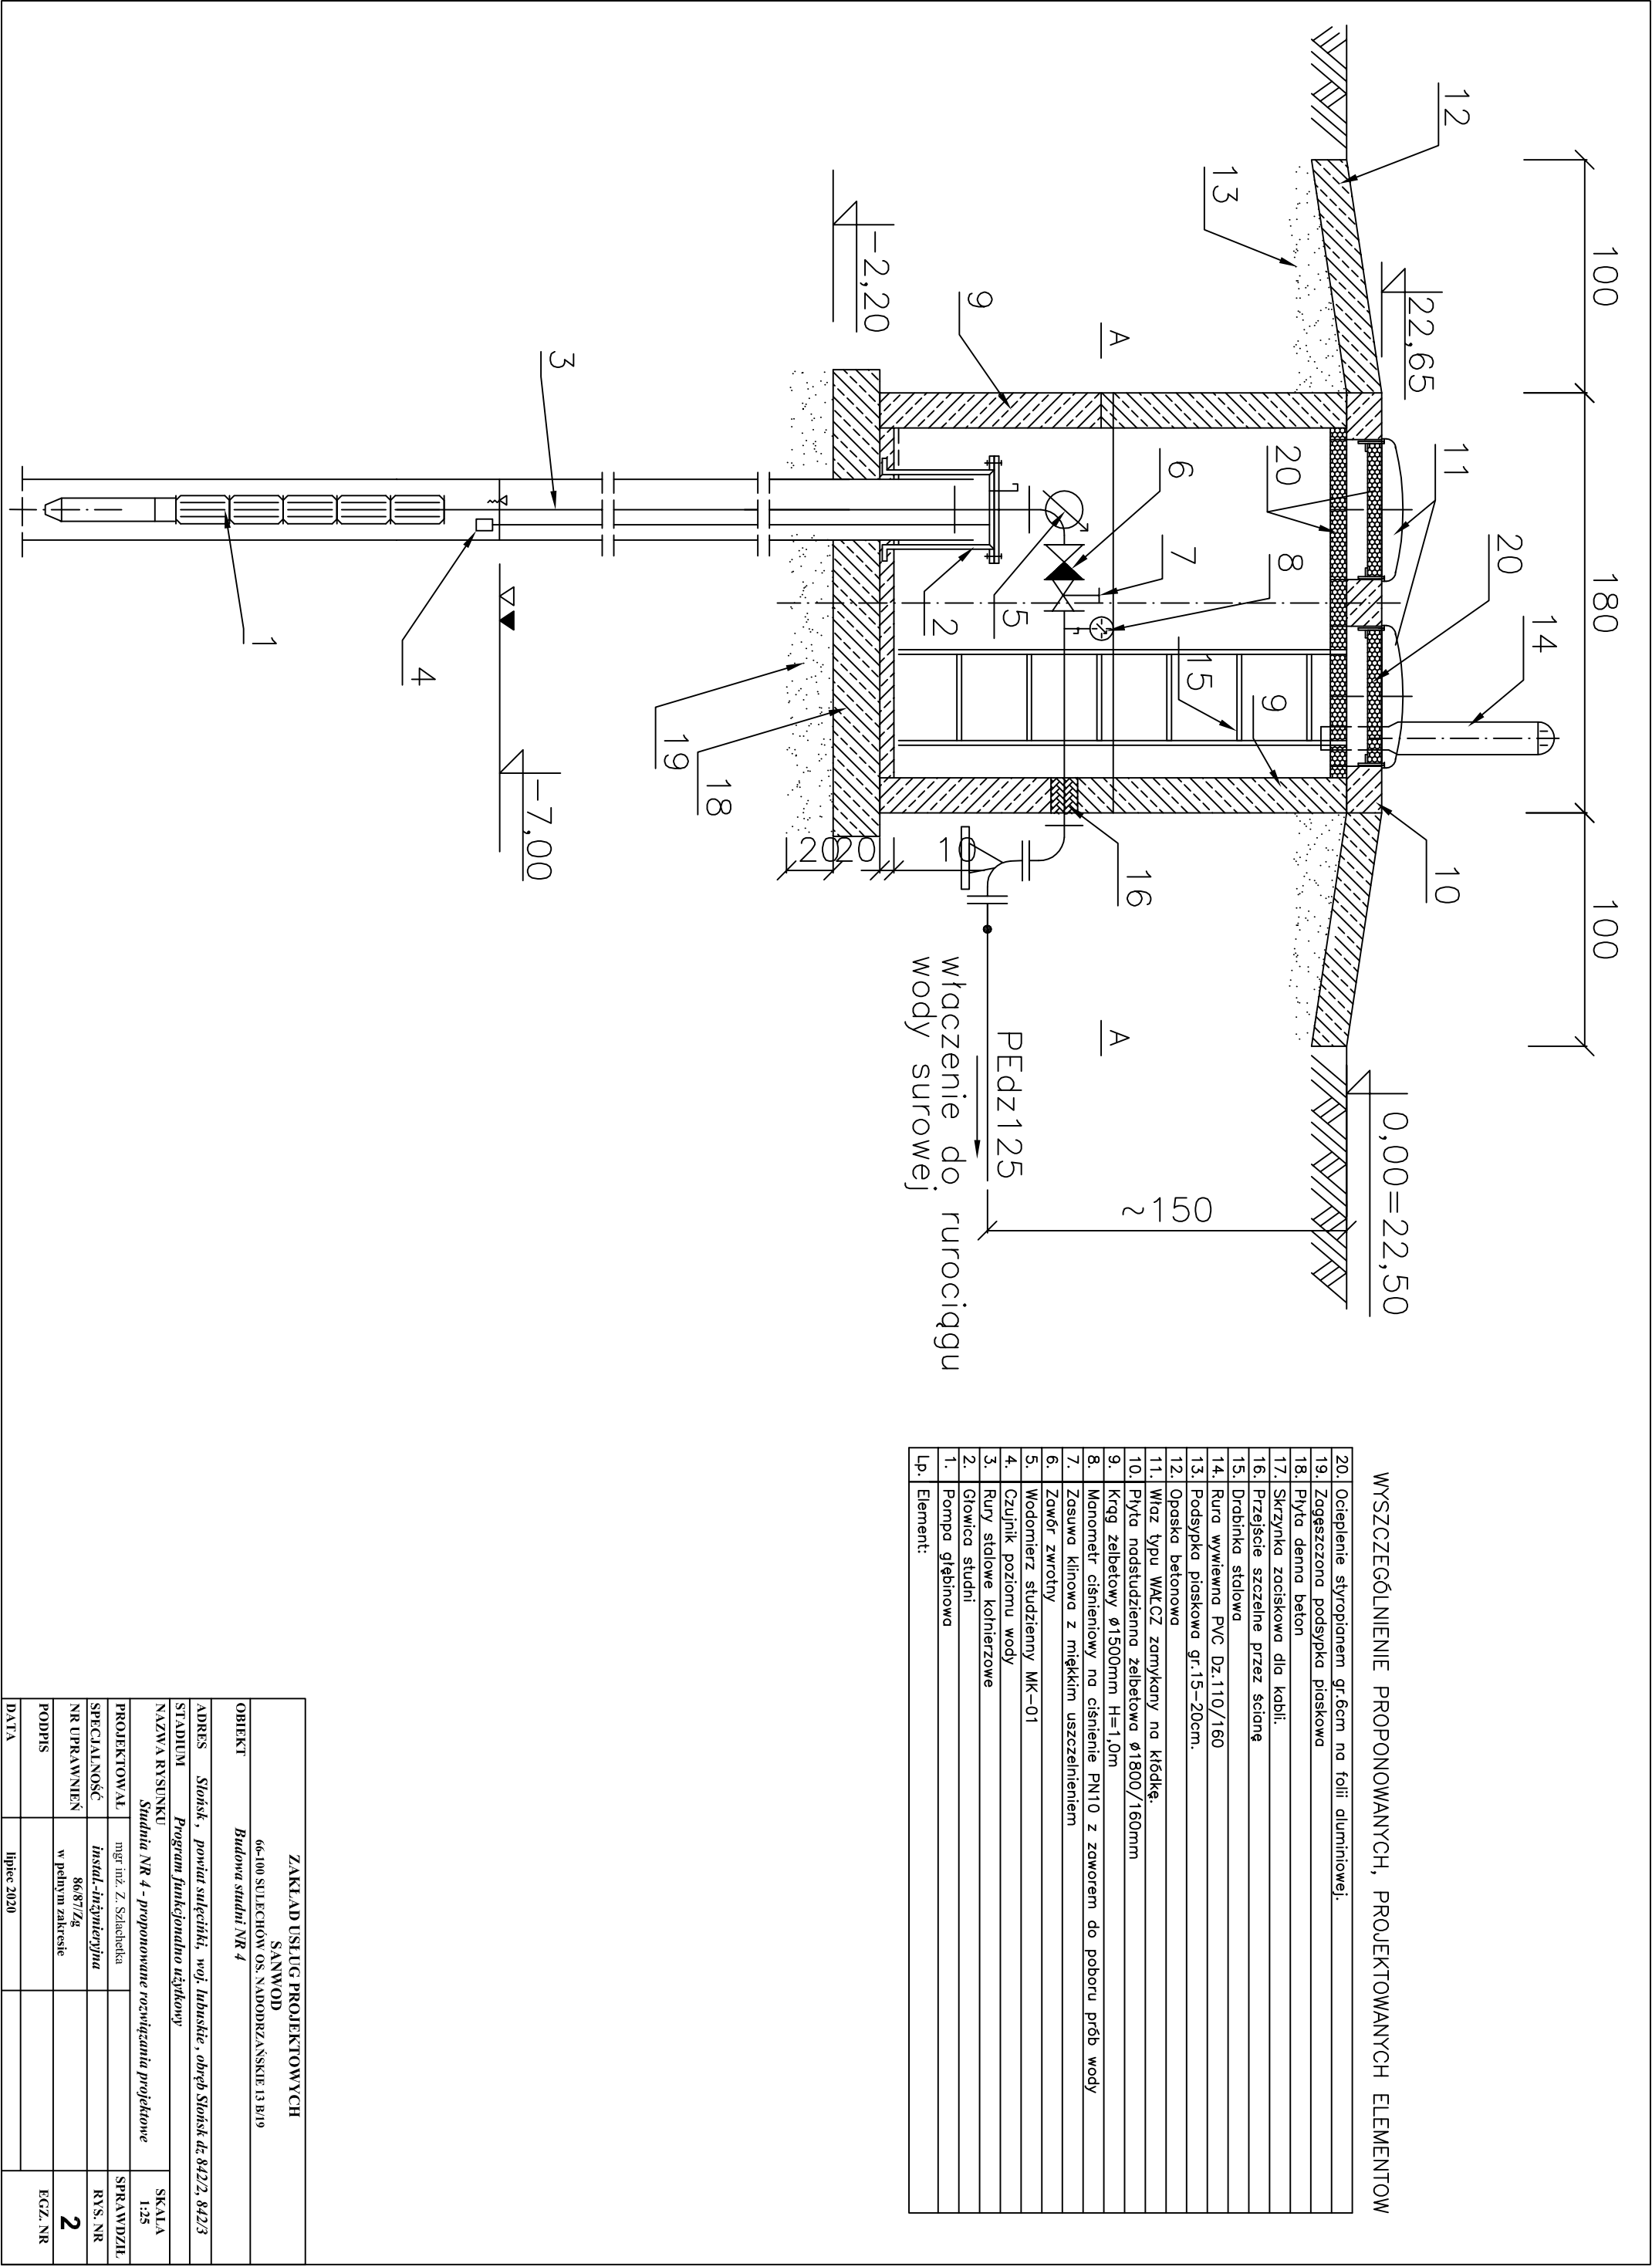 100
180
100
12
13
22,65
11
20
14
10
0,00=22,50
-2,20
9
A
6
20
7
8
5
2
15
9
16
A
~150
3
1
4
-7,00
19
18
20
20
10
PEdz125
włączenie do rurociągu
wody surowej
WYSZCZEGÓLNIENIE PROPONOWANYCH, PROJEKTOWANYCH ELEMENTOW
20. Ocieplenie styropianem gr.6cm na folii aluminiowej.
19. Zagęszczona podsypka piaskowa
18. Płyta denna beton
17. Skrzynka zaciskowa dla kabli.
16. Przejście szczelne przez ścianę
15. Drabinka stalowa
14. Rura wywiewna PVC Dz.110/160
13. Podsypka piaskowa gr.15-20cm.
12. Opaska betonowa
11. Właz typu WAŁCZ zamykany na kłódkę.
10. Płyta nadstudzienna żelbetowa ø1800/160mm
9. Krąg żelbetowy ø1500mm H=1,0m
8. Manometr ciśnieniowy na ciśnienie PN10 z zaworem do poboru prób wody
7. Zasuwa klinowa z miękkim uszczelnieniem
6. Zawór zwrotny
5. Wodomierz studzienny MK-01
4. Czujnik poziomu wody
3. Rury stalowe kołnierzowe
2. Głowica studni
1. Pompa głębinowa
Lp. Element:
ZAKŁAD USŁUG PROJEKTOWYCH
SANWOD
66-100 SULECHÓW OS. NADODRZAŃSKIE 13 B/19
OBIEKT Budowa studni NR 4
ADRES Słońsk , powiat sulęciński, woj. lubuskie , obręb Słońsk dz 842/2, 842/3
STADIUM Program funkcjonalno użytkowy
NAZWA RYSUNKU
Studnia NR 4 - proponowane rozwiązania projektowe
SKALA
1:25
PROJEKTOWAŁ mgr inż. Z. Szlachetka SPRAWDZIŁ
SPECJALNOŚĆ instal.-inżynieryjna RYS. NR
NR UPRAWNIEŃ 86/87/Zg
w pełnym zakresie
2
PODPIS EGZ. NR
DATA lipiec 2020